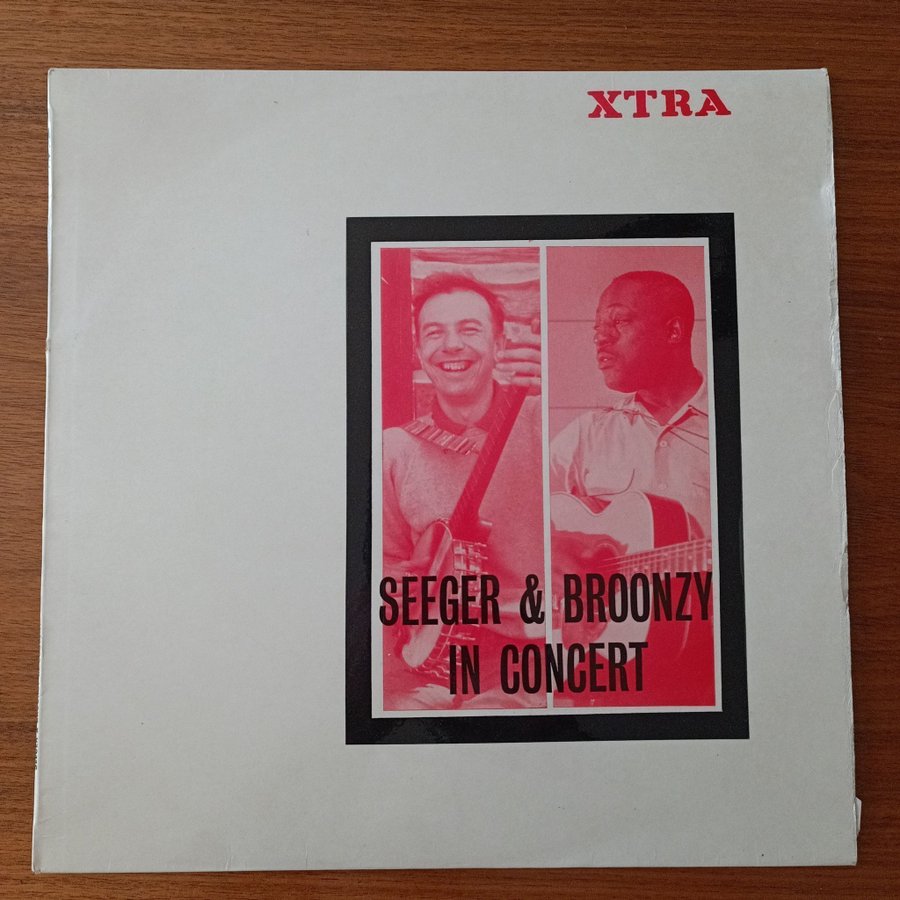 XTRA
SEEGER & BROONZY
IN CONCERT